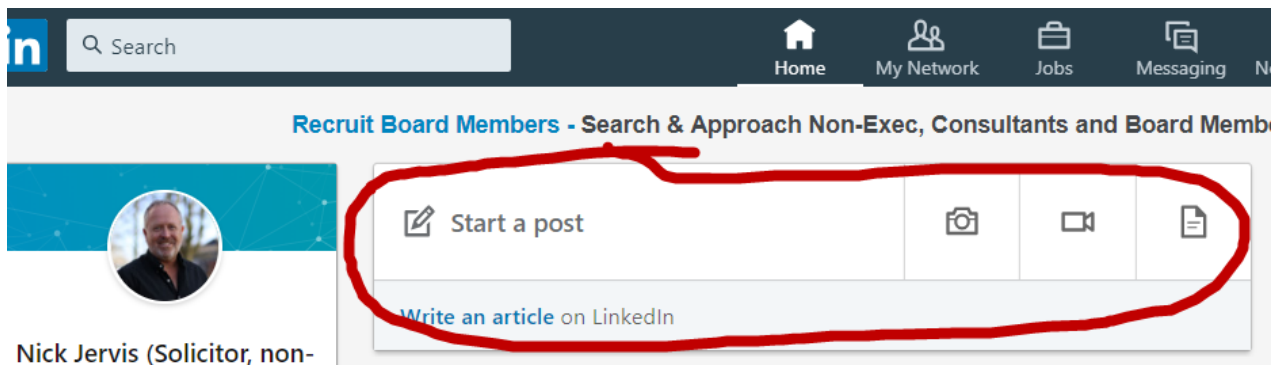 in Search
Home My Network Jobs Messaging
Recruit Board Members - Search & Approach Non-Exec, Consultants and Board
Start a post
Write an article on LinkedIn
Nick Jervis (Solicitor, non-